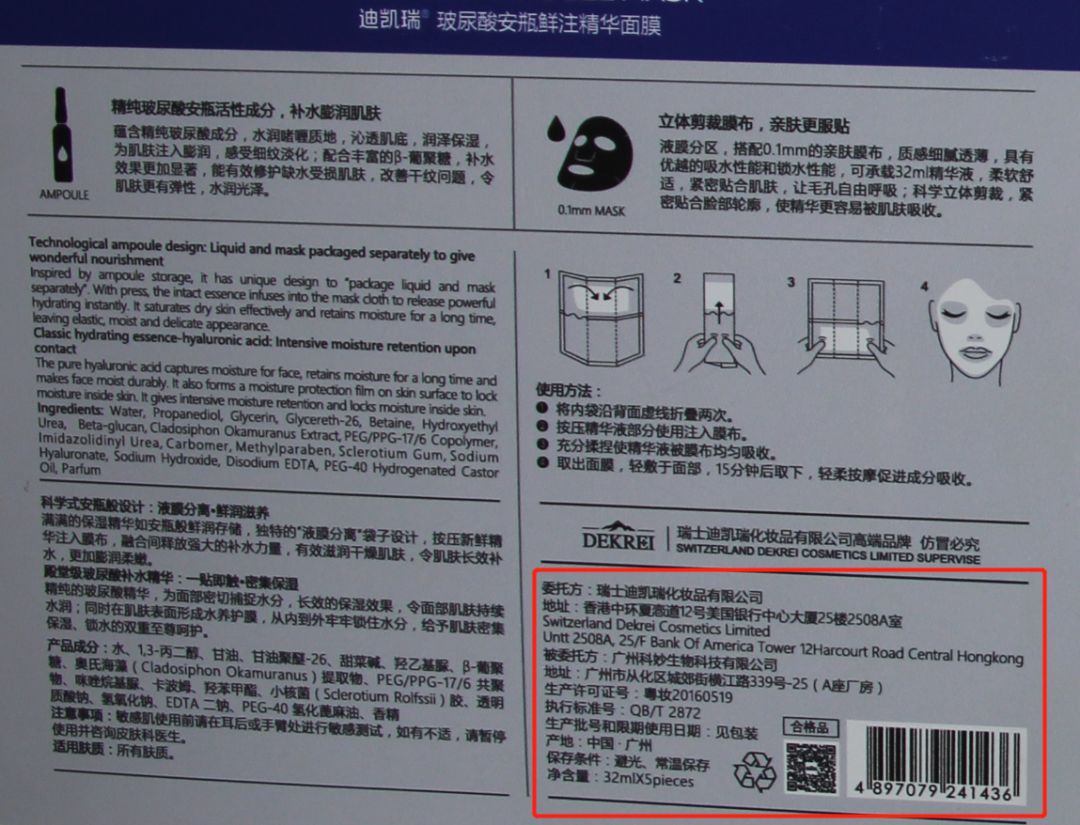 迪凯瑞® 玻尿酸安瓶鲜注精华面膜
AMPOULE
精纯玻尿酸安瓶活性成分，补水膨润肌肤
蕴含精纯玻尿酸成分，水润啫喱质地，沁透肌底，润泽保湿，
为肌肤注入膨润，感受细纹淡化；配合丰富的β-葡聚糖，补水
效果更加显著，能有效修护缺水受损肌肤，改善干纹问题，令
肌肤更有弹性，水润光泽。
0.1mm MASK
立体剪裁膜布，亲肤更服贴
液膜分区，搭配0.1mm的亲肤膜布，质感细腻透薄，具有
优越的吸水性能和锁水性能，可承载32ml精华液，柔软舒
适，紧密贴合肌肤，让毛孔自由呼吸；科学立体剪裁，紧
密贴合脸部轮廓，使精华更容易被肌肤吸收。
Technological ampoule design: Liquid and mask packaged separately to give
wonderful nourishment
Inspired by ampoule storage, it has unique design to "package liquid and mask
separately". With press, the intact essence infuses into the mask cloth to release powerful
hydrating instantly. It saturates dry skin effectively and retains moisture for a long time,
leaving elastic, moist and delicate appearance.
Classic hydrating essence-hyaluronic acid: Intensive moisture retention upon
contact
The pure hyaluronic acid captures moisture for face, retains moisture for a long time and
makes face moist durably. It also forms a moisture protection film on skin surface to lock
moisture inside skin. It gives intensive moisture retention and locks moisture inside skin.
Ingredients: Water, Propanediol, Glycerin, Glycereth-26, Betaine, Hydroxyethyl
Urea, Beta-glucan, Cladosiphon Okamuranus Extract, PEG/PPG-17/6 Copolymer,
Imidazolidinyl Urea, Carbomer, Methylparaben, Sclerotium Gum, Sodium
Hyaluronate, Sodium Hydroxide, Disodium EDTA, PEG-40 Hydrogenated Castor
Oil, Parfum
科学式安瓶般设计：液膜分离•鲜润滋养
满满的保湿精华如安瓶般鲜润存储，独特的"液膜分离"袋子设计，按压新鲜精
华注入膜布，融合间释放强大的补水力量，有效滋润干燥肌肤，令肌肤长效补
水，更加膨润柔嫩。
殿堂级玻尿酸补水精华：一贴即触•密集保湿
精纯的玻尿酸精华，为面部密切捕捉水分，长效的保湿效果，令面部肌肤持续
水润；同时在肌肤表面形成水养护膜，从内到外牢牢锁住水分，给予肌肤密集
保湿、锁水的双重至尊呵护。
产品成分：水、1,3-丙二醇、甘油、甘油聚醚-26、甜菜碱、羟乙基脲、β-葡聚
糖、奥氏海藻（Cladosiphon Okamuranus）提取物、PEG/PPG-17/6 共聚
物、咪唑烷基脲、卡波姆、羟苯甲酯、小核菌(Sclerotium Rolfssii）胶、透明
质酸钠、氢氧化钠、EDTA 二钠、PEG-40 氢化蓖麻油、香精
注意事项：敏感肌使用前请在耳后或手臂处进行敏感测试，如有不适，请暂停
使用并咨询皮肤科医生。
适用肤质：所有肤质。
1 2 3 4
使用方法：
❶ 将内袋沿背面虚线折叠两次。
❷ 按压精华液部分使用注入膜布。
❸ 充分揉捏使精华液被膜布均匀吸收。
❹ 取出面膜，轻敷于面部，15分钟后取下，轻柔按摩促进成分吸收。
DEKREI
瑞士迪凯瑞化妆品有限公司高端品牌 仿冒必究
SWITZERLAND DEKREI COSMETICS LIMITED SUPERVISE
委托方：瑞士迪凯瑞化妆品有限公司
地址：香港中环夏悫道12号美国银行中心大厦25楼2508A室
Switzerland Dekrei Cosmetics Limited
Untt 2508A, 25/F Bank Of America Tower 12Harcourt Road Central Hongkong
被委托方：广州科妙生物科技有限公司
地址：广州市从化区城郊街横江路339号-25（A座厂房）
生产许可证号：粤妆20160519
执行标准号：QB/T 2872
生产批号和限期使用日期：见包装
产地：中国·广州
保存条件：避光、常温保存
净含量：32mlX5pieces
合格品
4 897079 241436